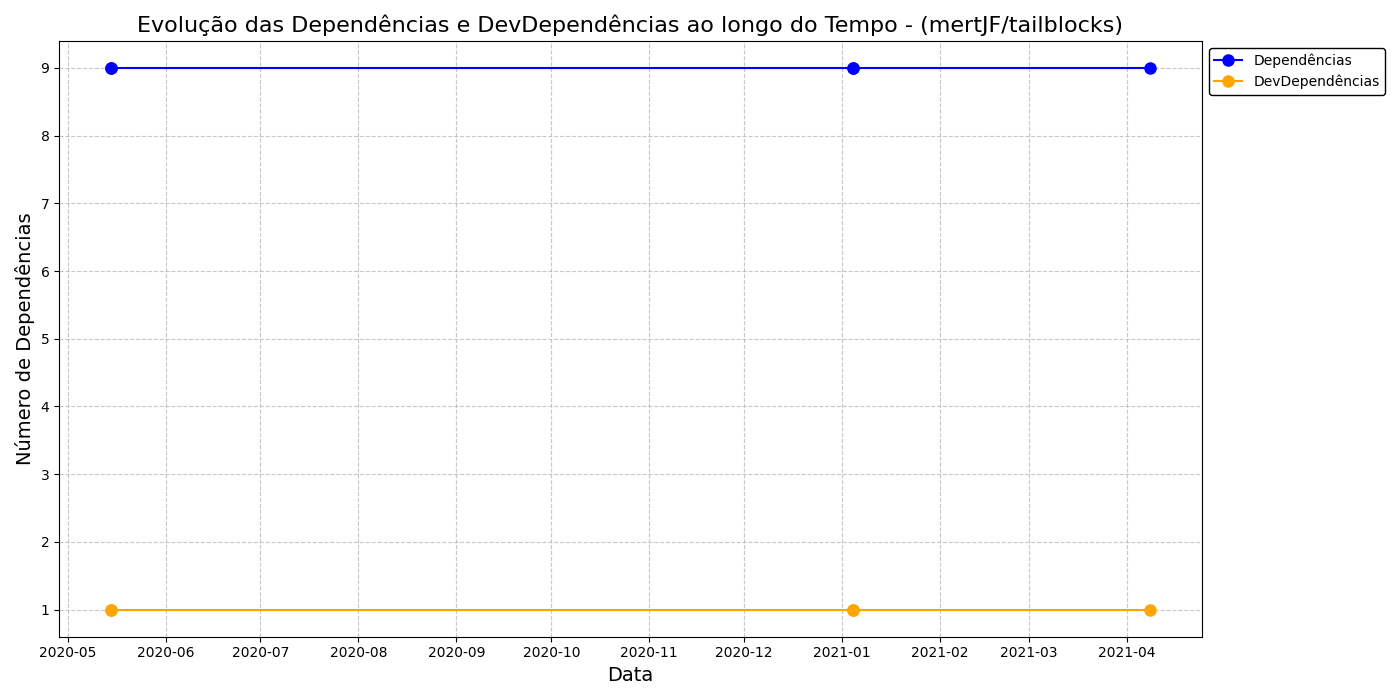 Evolução das Dependências e DevDependências ao longo do Tempo - (mertJF/tailblocks)
Dependências
DevDependências
Número de Dependências
9
8
7
6
5
4
3
2
1
2020-05 2020-06 2020-07 2020-08 2020-09 2020-10 2020-11 2020-12 2021-01 2021-02 2021-03 2021-04
Data